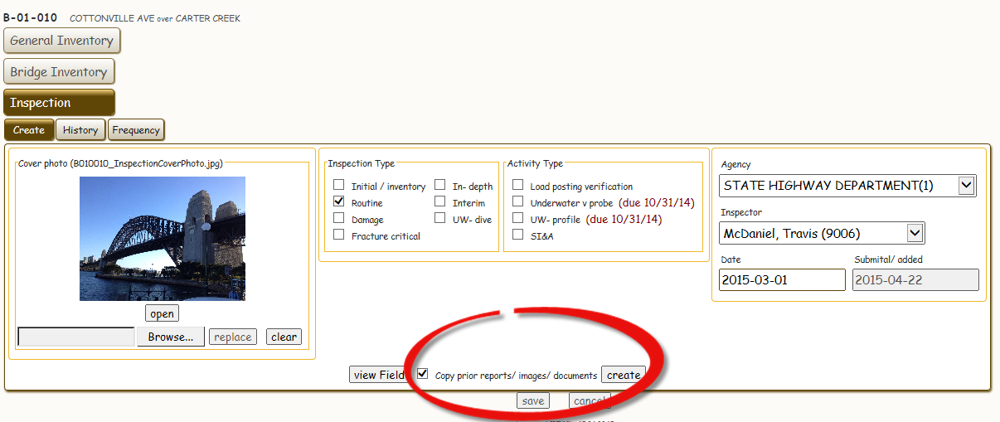 B-01-010 COTTONVILLE AVE over CARTER CREEK
General Inventory
Bridge Inventory
Inspection
Create History Frequency
Cover photo (B010010_InspectionCoverPhoto.jpg)
open
Browse... replace clear
Inspection Type
Initial / inventory In- depth
Routine Interim
Damage UW- dive
Fracture critical
Activity Type
Load posting verification
Underwater v probe (due 10/31/14)
UW- profile (due 10/31/14)
SI&A
Agency
STATE HIGHWAY DEPARTMENT(1)
Inspector
McDaniel, Travis (9006)
Date Submital/ added
2015-03-01 2015-04-22
view Field Copy prior reports/ images/ documents create
save cancel